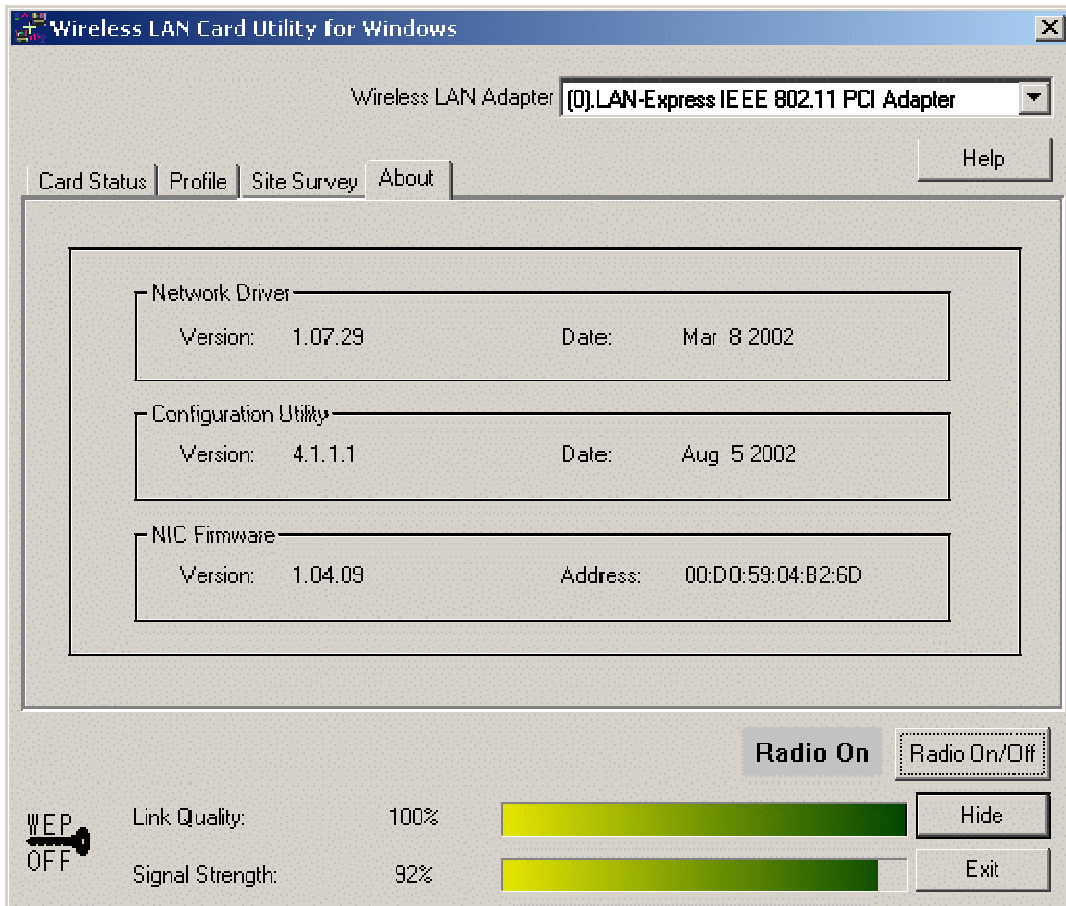 Wireless LAN Card Utility for Windows
Wireless LAN Adapter (0).LAN-Express IEEE 802.11 PCI Adapter
Help
Card Status Profile Site Survey About
Network Driver
Version: 1.07.29 Date: Mar 8 2002
Configuration Utility
Version: 4.1.1.1 Date: Aug 5 2002
NIC Firmware
Version: 1.04.09 Address: 00:D0:59:04:B2:6D
Radio On Radio On/Off
WEP OFF
Link Quality: 100% Hide
Signal Strength: 92% Exit